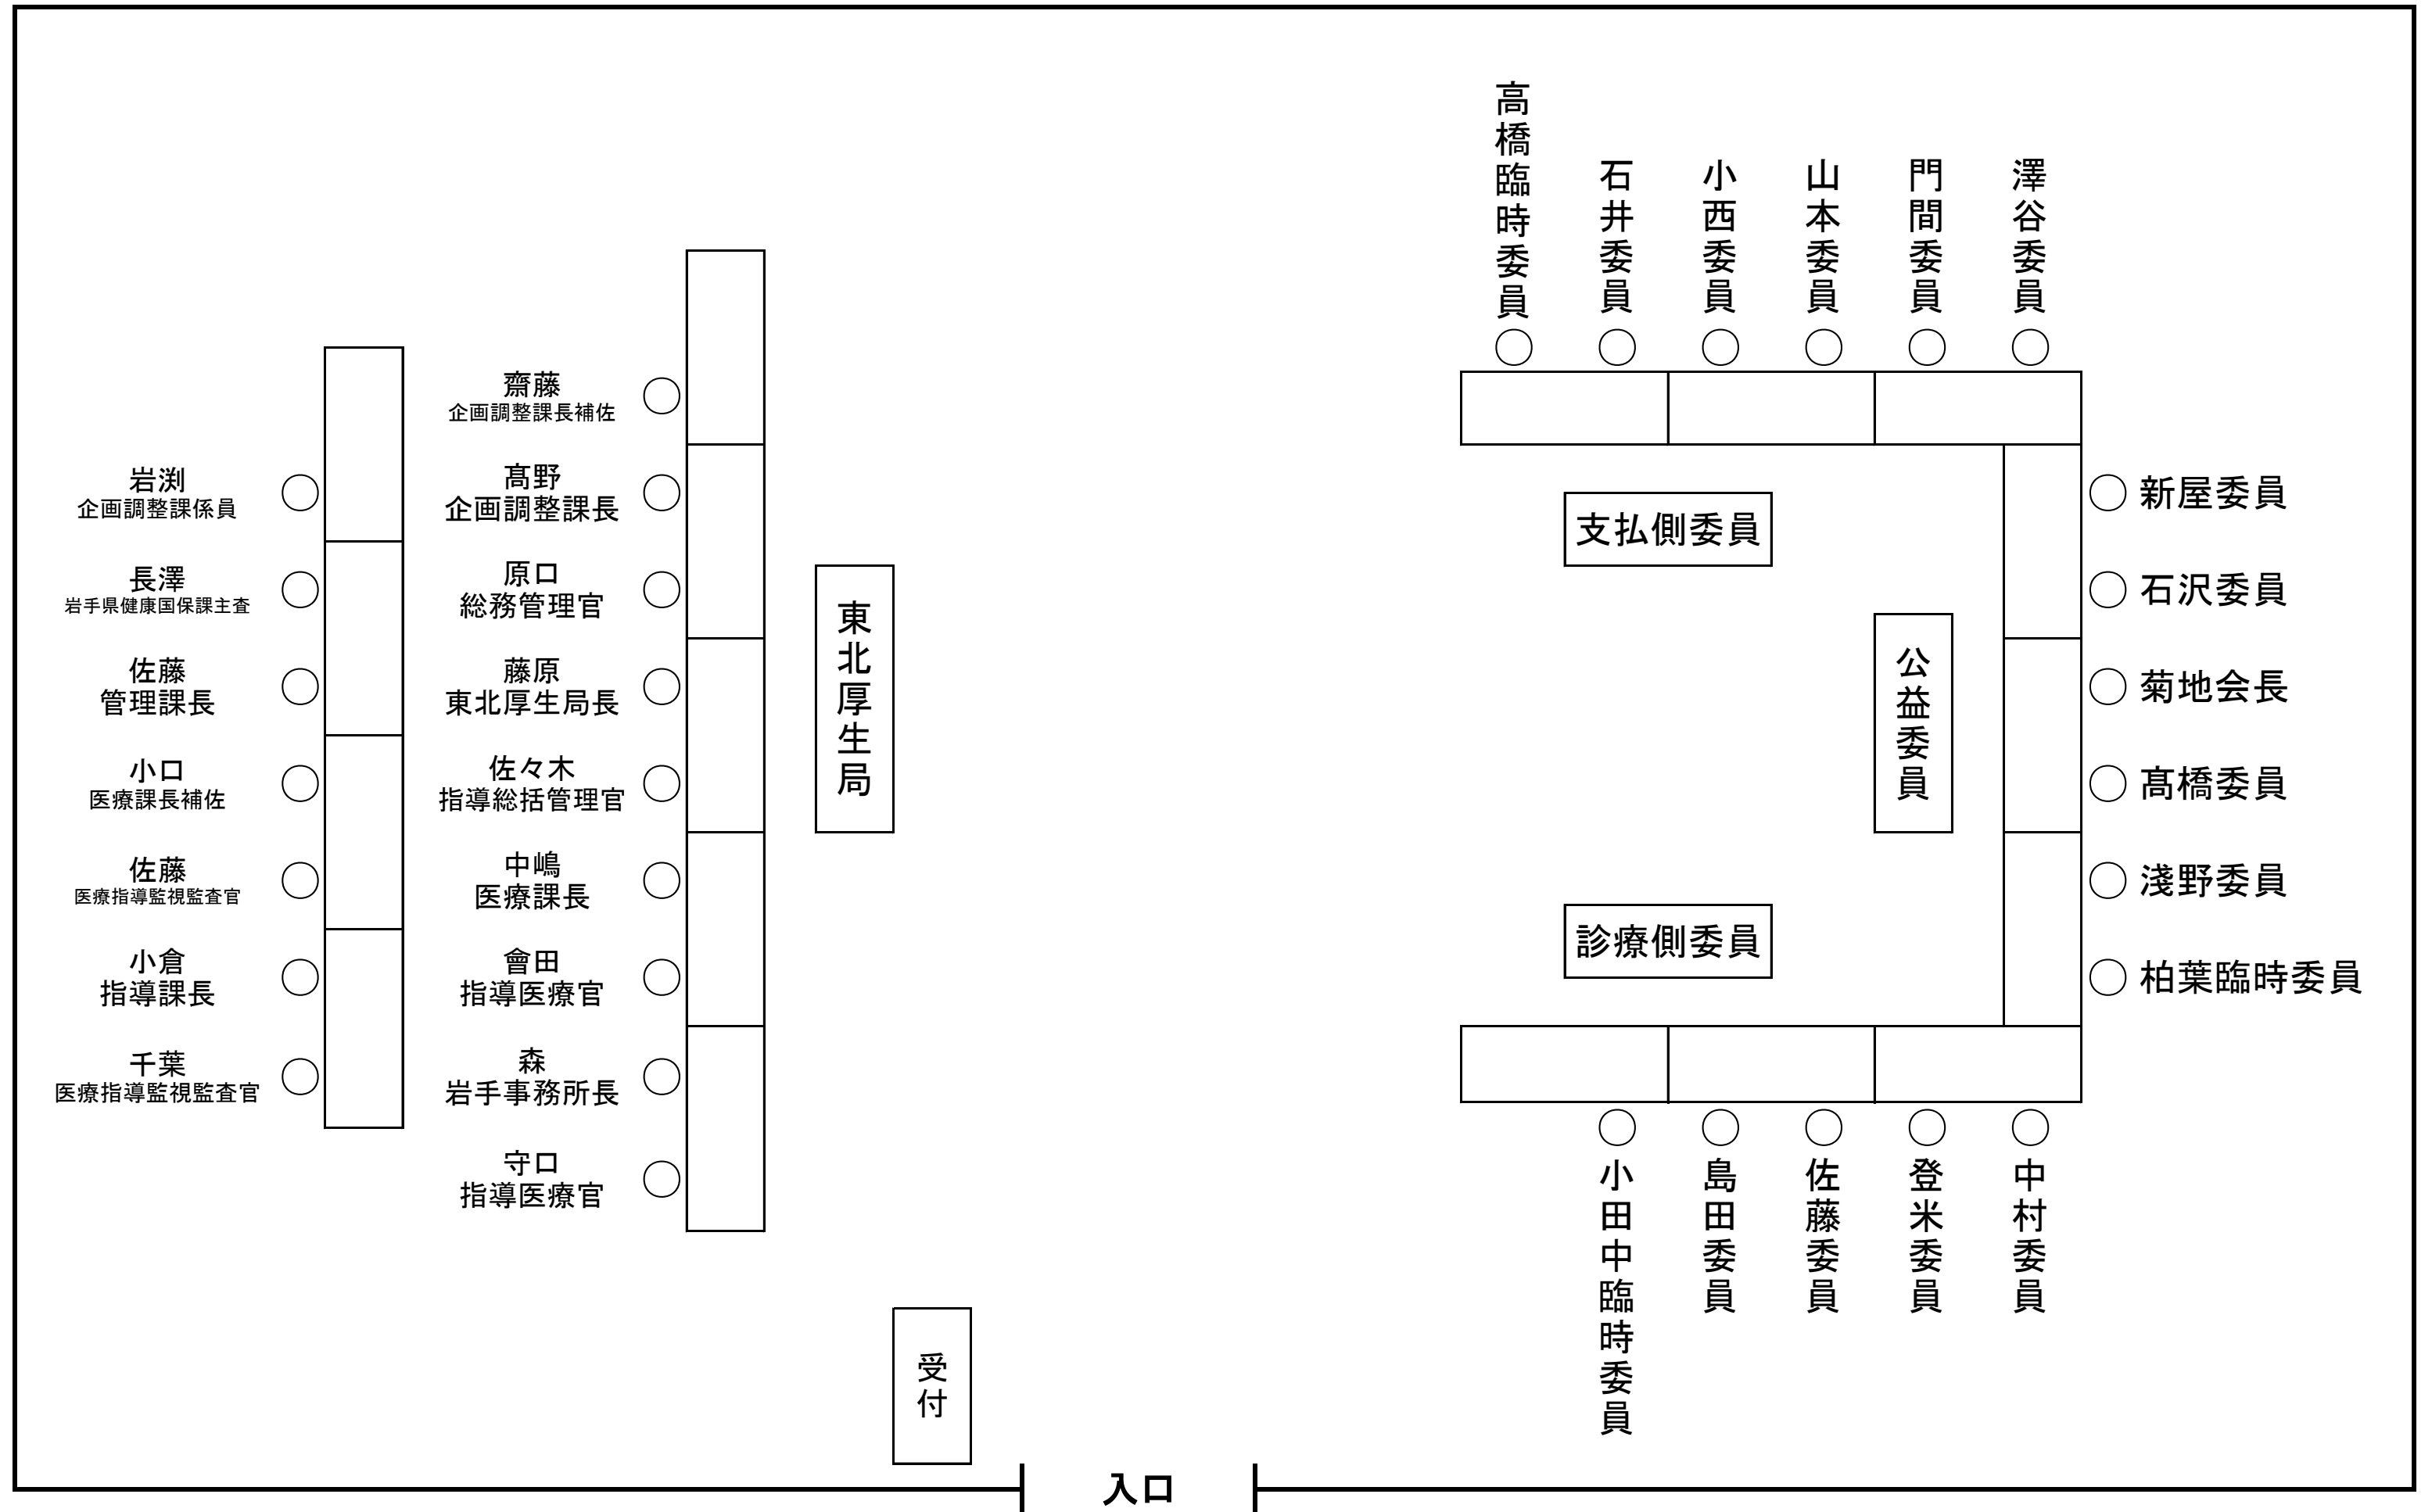 高橋臨時委員
石井委員
小西委員
山本委員
門間委員
澤谷委員
岩渕
企画調整課係員
長澤
岩手県健康国保課主査
佐藤
管理課長
小口
医療課長補佐
佐藤
医療指導監視監査官
小倉
指導課長
千葉
医療指導監視監査官
齋藤
企画調整課長補佐
髙野
企画調整課長
原口
総務管理官
藤原
東北厚生局長
佐々木
指導総括管理官
中嶋
医療課長
會田
指導医療官
森
岩手事務所長
守口
指導医療官
東北厚生局
支払側委員
公益委員
診療側委員
新屋委員
石沢委員
菊地会長
髙橋委員
淺野委員
柏葉臨時委員
小田中臨時委員
島田委員
佐藤委員
登米委員
中村委員
受付
入口